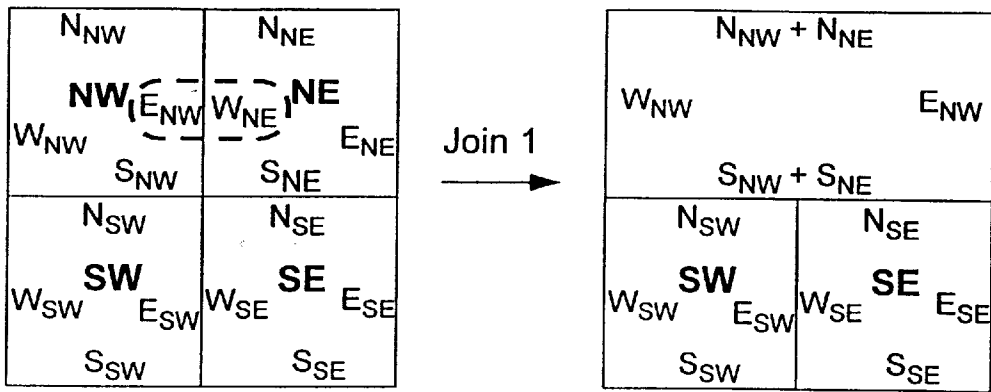 N_NW N_NE
NW E_NW W_NE NE
W_NW E_NE
S_NW S_NE
N_SW N_SE
SW SE
W_SW E_SW W_SE E_SE
S_SW S_SE
Join 1
N_NW + N_NE
W_NW E_NW
S_NW + S_NE
N_SW N_SE
SW SE
W_SW E_SW W_SE E_SE
S_SW S_SE